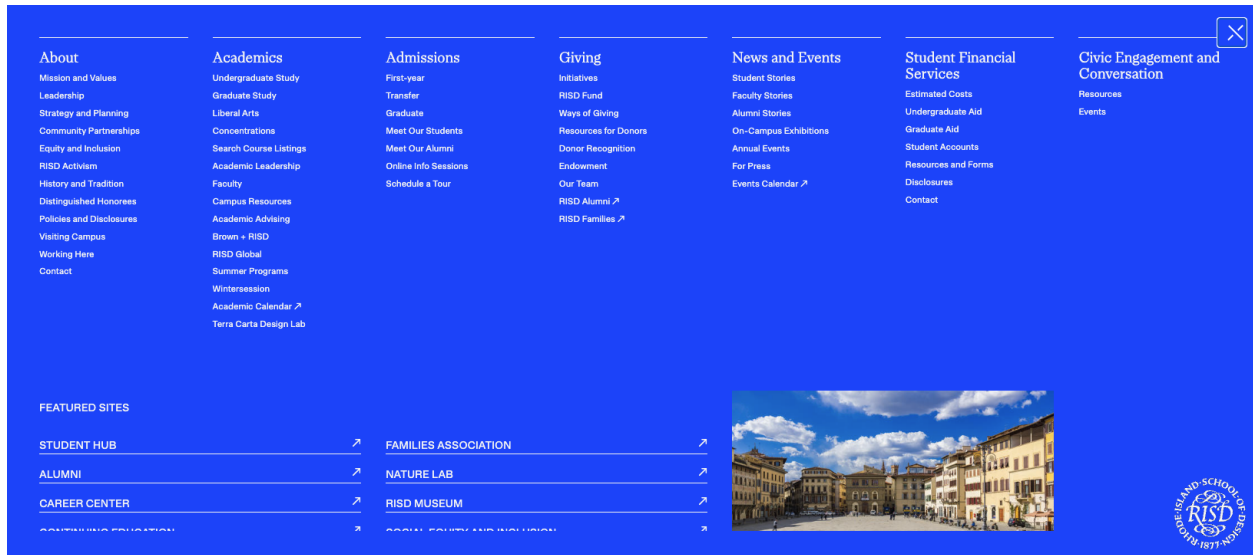 About
Mission and Values
Leadership
Strategy and Planning
Community Partnerships
Equity and Inclusion
RISD Activism
History and Tradition
Distinguished Honorees
Policies and Disclosures
Visiting Campus
Working Here
Contact
Academics
Undergraduate Study
Graduate Study
Liberal Arts
Concentrations
Search Course Listings
Academic Leadership
Faculty
Campus Resources
Academic Advising
Brown + RISD
RISD Global
Summer Programs
Wintersession
Academic Calendar ↗
Terra Carta Design Lab
Admissions
First-year
Transfer
Graduate
Meet Our Students
Meet Our Alumni
Online Info Sessions
Schedule a Tour
Giving
Initiatives
RISD Fund
Ways of Giving
Resources for Donors
Donor Recognition
Endowment
Our Team
RISD Alumni ↗
RISD Families ↗
News and Events
Student Stories
Faculty Stories
Alumni Stories
On-Campus Exhibitions
Annual Events
For Press
Events Calendar ↗
Student Financial
Services
Estimated Costs
Undergraduate Aid
Graduate Aid
Student Accounts
Resources and Forms
Disclosures
Contact
Civic Engagement and
Conversation
Resources
Events
FEATURED SITES
STUDENT HUB ↗
ALUMNI ↗
CAREER CENTER ↗
CONTINUING EDUCATION ↗
FAMILIES ASSOCIATION ↗
NATURE LAB ↗
RISD MUSEUM ↗
SOCIAL EQUITY AND INCLUSION ↗
RHODE·ISLAND·SCHOOL·OF·DESIGN
RISD
·1877·